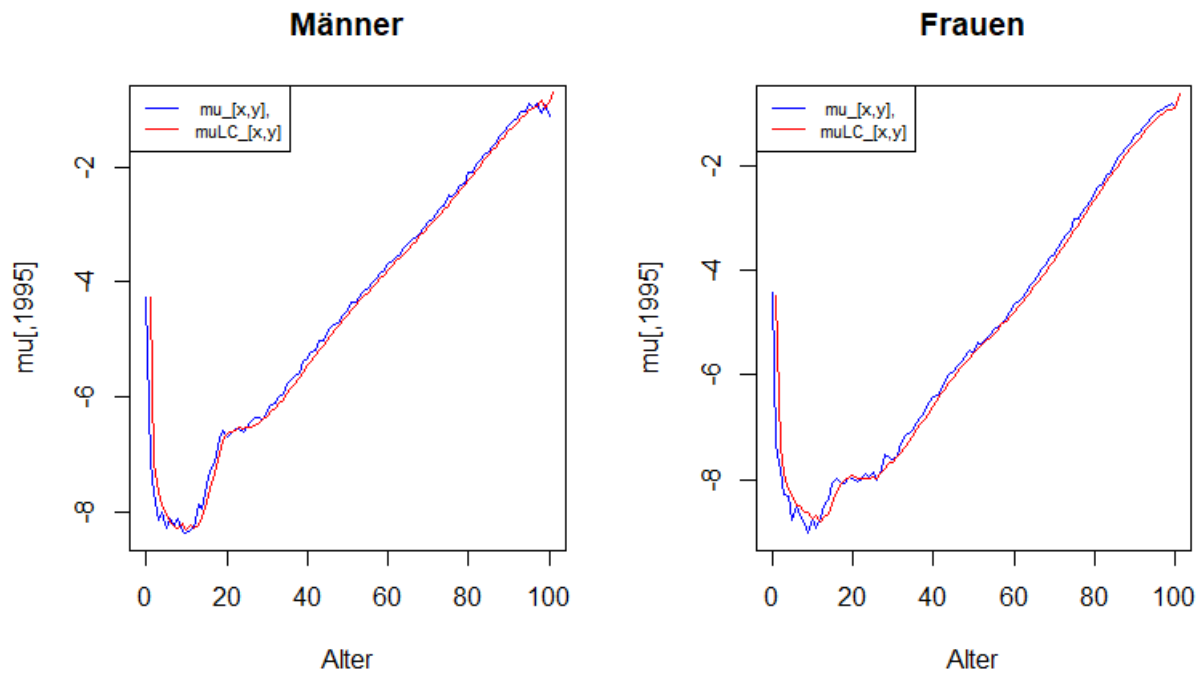 Männer
mu_[x,y],
muLC_[x,y]
mu[,1995]
-2
-4
-6
-8
0 20 40 60 80 100
Alter
Frauen
mu_[x,y],
muLC_[x,y]
mu[,1995]
-2
-4
-6
-8
0 20 40 60 80 100
Alter